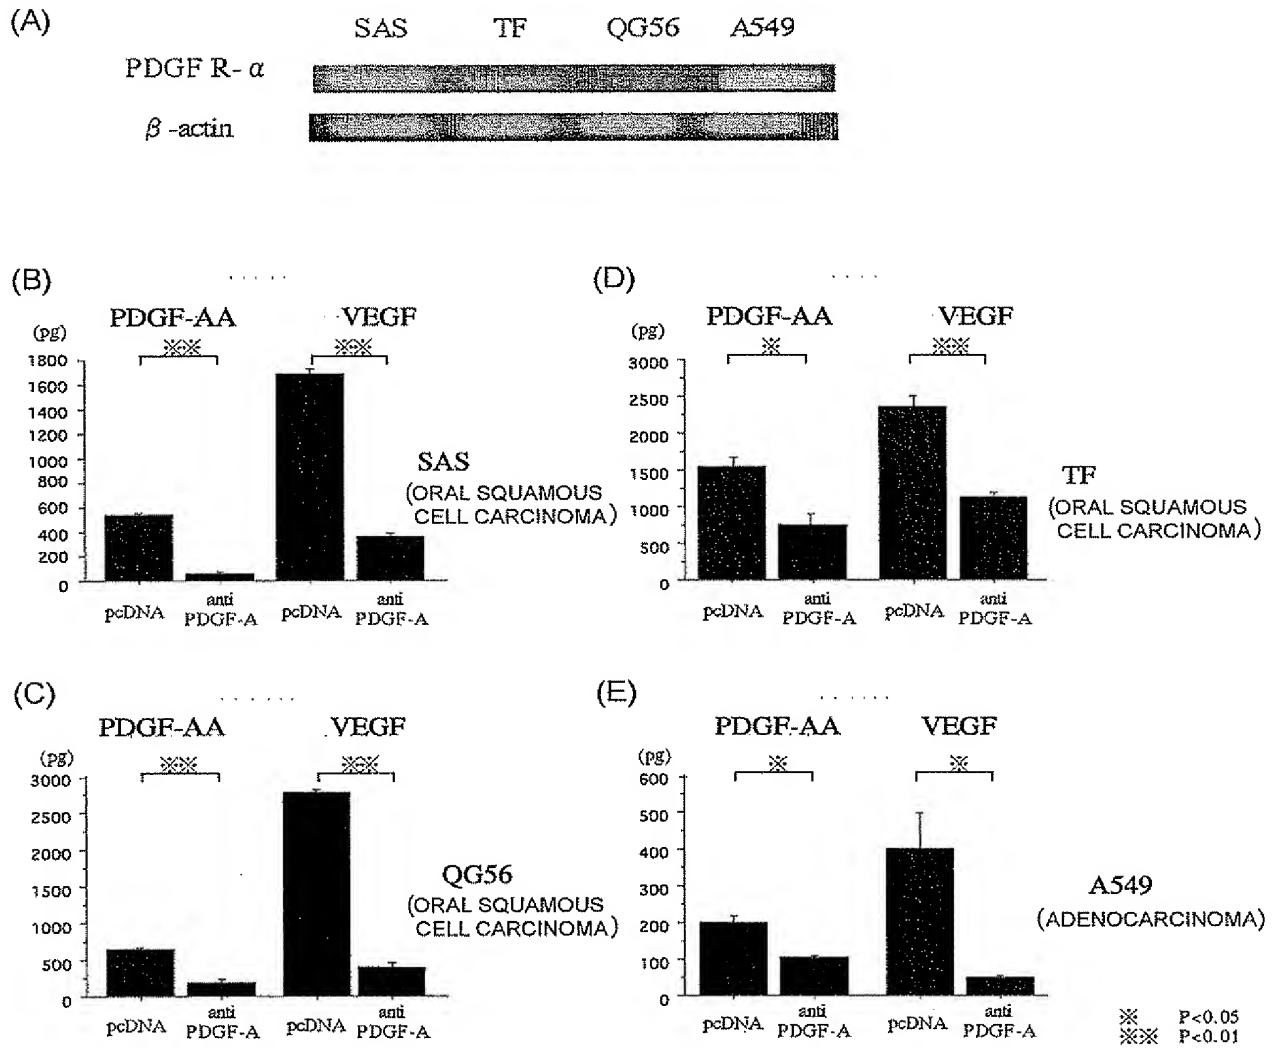 (A)
SAS TF QG56 A549
PDGF R-α
β-actin
(B)
PDGF-AA VEGF
(pg)
※※ ※※
1800
1600
1400
1200
1000
800
600
400
200
0
SAS
(ORAL SQUAMOUS
CELL CARCINOMA)
pcDNA anti PDGF-A pcDNA anti PDGF-A
(D)
PDGF-AA VEGF
(pg)
※ ※※
3000
2500
2000
1500
1000
500
0
TF
(ORAL SQUAMOUS
CELL CARCINOMA)
pcDNA anti PDGF-A pcDNA anti PDGF-A
(C)
PDGF-AA VEGF
(pg)
※※ ※※
3000
2500
2000
1500
1000
500
0
QG56
(ORAL SQUAMOUS
CELL CARCINOMA)
pcDNA anti PDGF-A pcDNA anti PDGF-A
(E)
PDGF-AA VEGF
(pg)
※ ※
600
500
400
300
200
100
0
A549
(ADENOCARCINOMA)
pcDNA anti PDGF-A pcDNA anti PDGF-A
※ P<0.05
※※ P<0.01